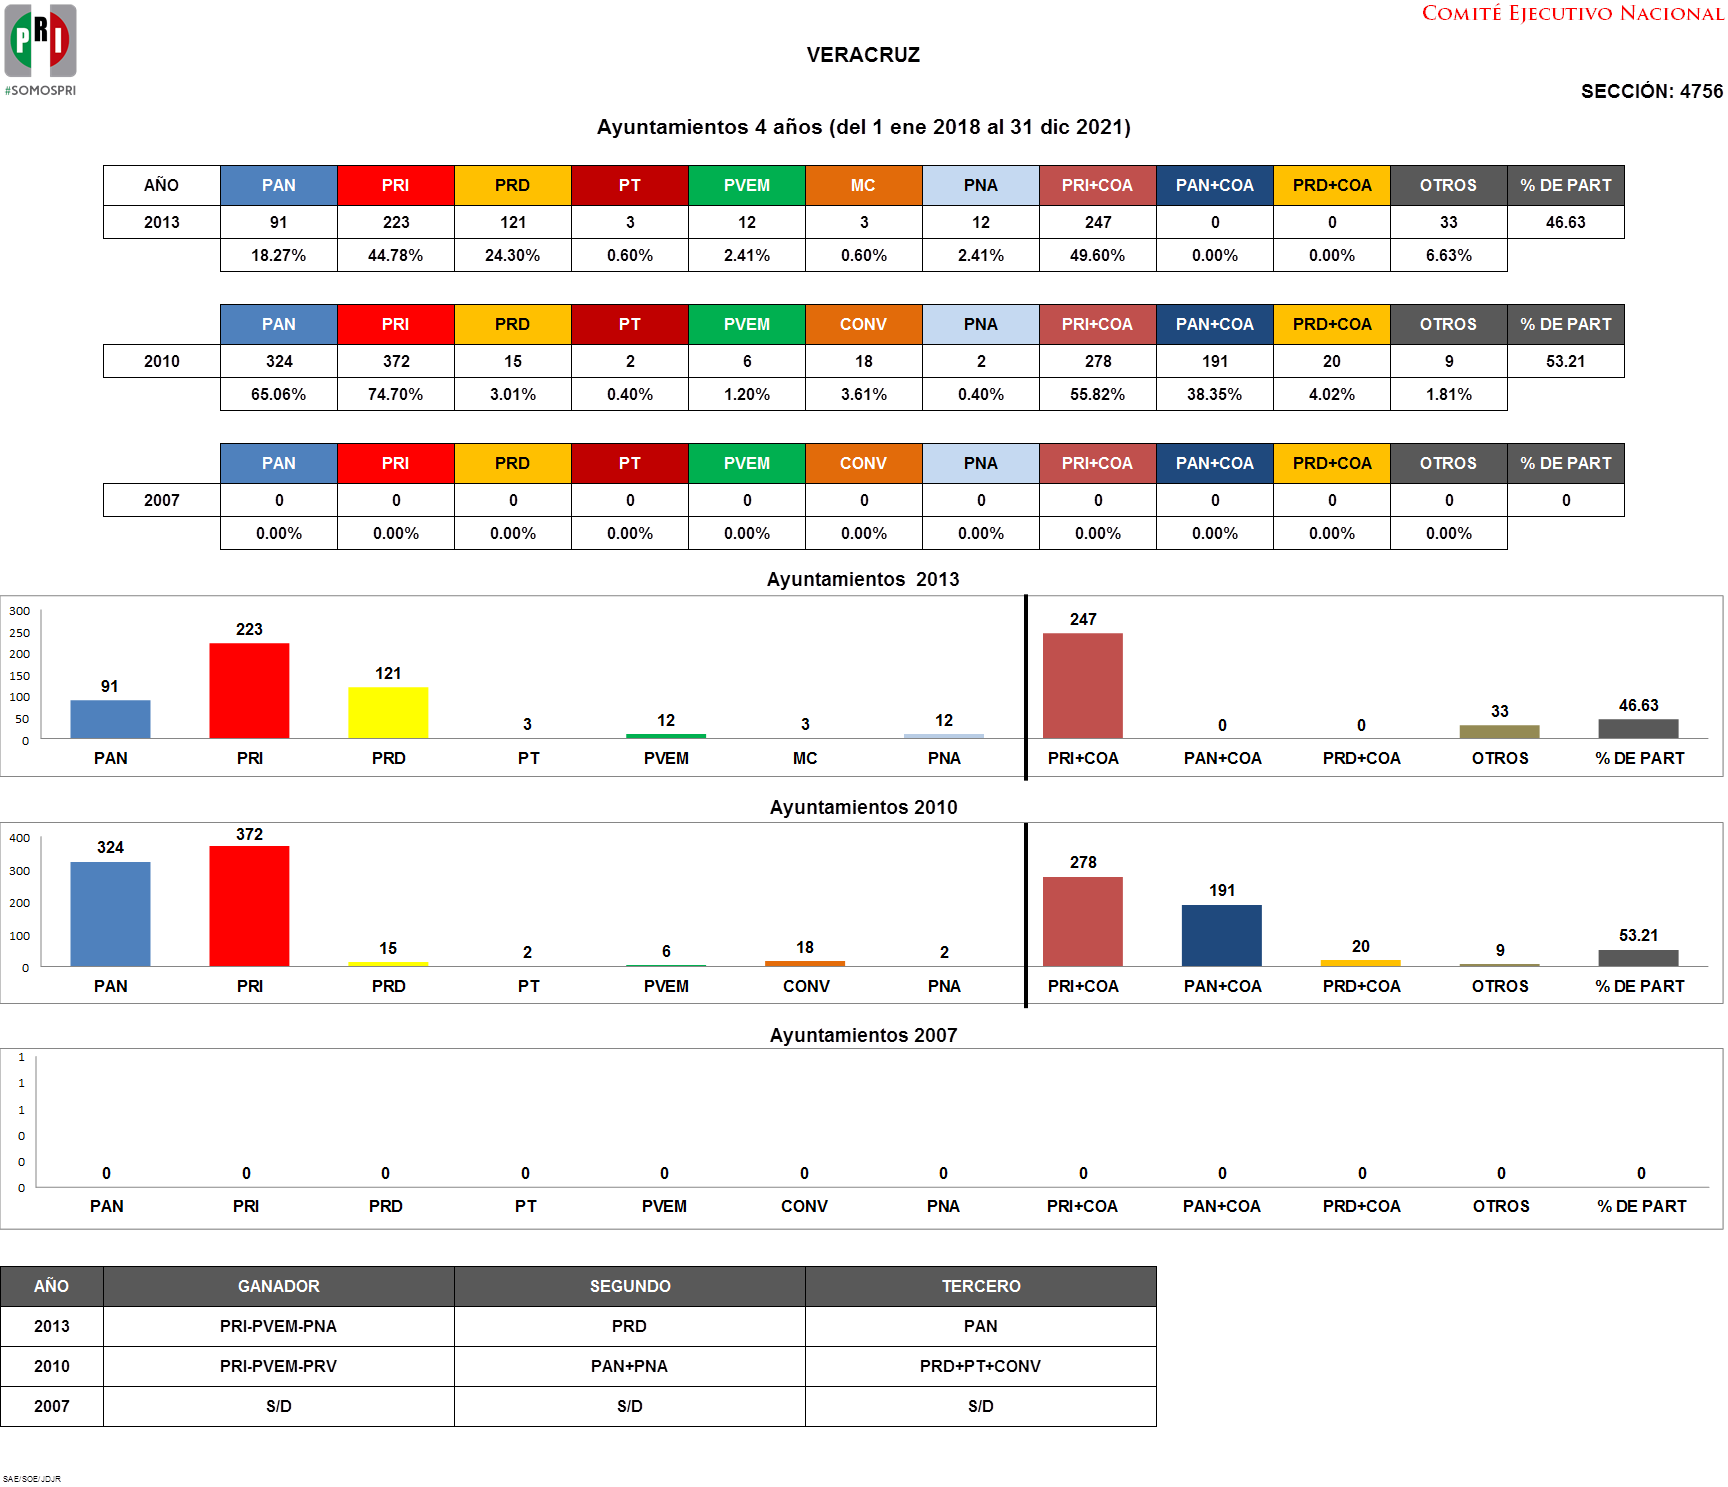 PRI
#SOMOSPRI
COMITÉ EJECUTIVO NACIONAL
VERACRUZ
SECCIÓN: 4756
Ayuntamientos 4 años (del 1 ene 2018 al 31 dic 2021)
AÑO PAN PRI PRD PT PVEM MC PNA PRI+COA PAN+COA PRD+COA OTROS % DE PART
2013 91 223 121 3 12 3 12 247 0 0 33 46.63
18.27% 44.78% 24.30% 0.60% 2.41% 0.60% 2.41% 49.60% 0.00% 0.00% 6.63%
PAN PRI PRD PT PVEM CONV PNA PRI+COA PAN+COA PRD+COA OTROS % DE PART
2010 324 372 15 2 6 18 2 278 191 20 9 53.21
65.06% 74.70% 3.01% 0.40% 1.20% 3.61% 0.40% 55.82% 38.35% 4.02% 1.81%
PAN PRI PRD PT PVEM CONV PNA PRI+COA PAN+COA PRD+COA OTROS % DE PART
2007 0 0 0 0 0 0 0 0 0 0 0 0
0.00% 0.00% 0.00% 0.00% 0.00% 0.00% 0.00% 0.00% 0.00% 0.00% 0.00%
Ayuntamientos 2013
300
250
200
150
100
50
0
91 223 121 3 12 3 12 247 0 0 33 46.63
PAN PRI PRD PT PVEM MC PNA PRI+COA PAN+COA PRD+COA OTROS % DE PART
Ayuntamientos 2010
400
300
200
100
0
324 372 15 2 6 18 2 278 191 20 9 53.21
PAN PRI PRD PT PVEM CONV PNA PRI+COA PAN+COA PRD+COA OTROS % DE PART
Ayuntamientos 2007
1
1
1
0
0
0
0 0 0 0 0 0 0 0 0 0 0 0
PAN PRI PRD PT PVEM CONV PNA PRI+COA PAN+COA PRD+COA OTROS % DE PART
AÑO GANADOR SEGUNDO TERCERO
2013 PRI-PVEM-PNA PRD PAN
2010 PRI-PVEM-PRV PAN+PNA PRD+PT+CONV
2007 S/D S/D S/D
SAE/SOE/JDJR